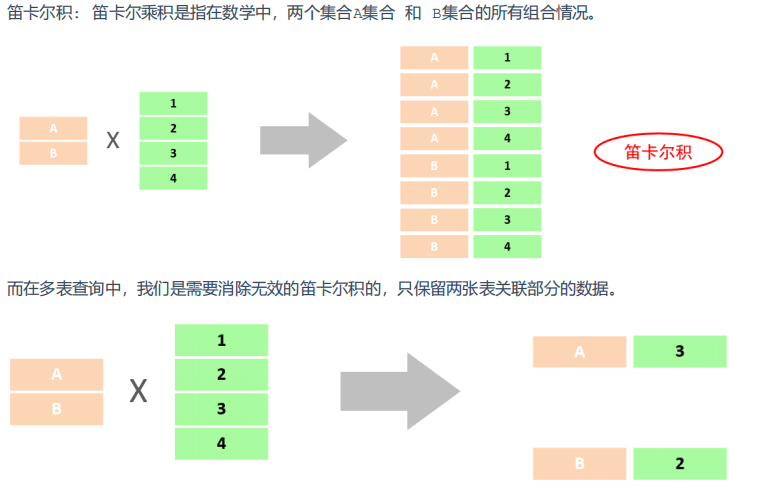 笛卡尔积： 笛卡尔乘积是指在数学中，两个集合A集合 和 B集合的所有组合情况。
A 1
A 2
A 3
A 4
B 1
B 2
B 3
B 4
A
B
X
1
2
3
4
笛卡尔积
而在多表查询中，我们是需要消除无效的笛卡尔积的，只保留两张表关联部分的数据。
A
B
X
1
2
3
4
A 3
B 2